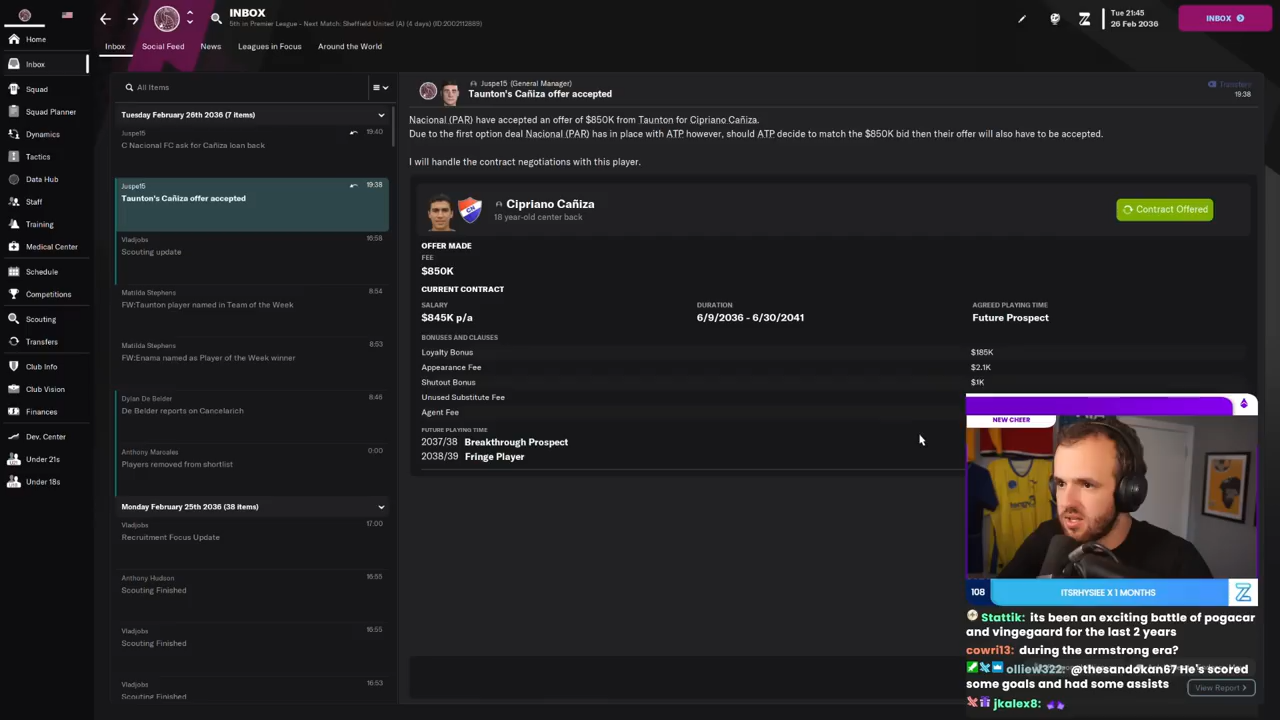 INBOX
5th in Premier League - Next Match: Sheffield United (A) (4 days) (ID:2002112889)
Tue 21:45
26 Feb 2036
INBOX
Home
Inbox
Squad
Squad Planner
Dynamics
Tactics
Data Hub
Staff
Training
Medical Center
Schedule
Competitions
Scouting
Transfers
Club Info
Club Vision
Finances
Dev. Center
Under 21s
Under 18s
Inbox
Social Feed
News
Leagues in Focus
Around the World
All Items
Tuesday February 26th 2036 (7 items)
Juspe15
19:40
C Nacional FC ask for Cañiza loan back
Juspe15
19:38
Taunton's Cañiza offer accepted
Vladjobs
16:58
Scouting update
Matilda Stephens
8:54
FW:Taunton player named in Team of the Week
Matilda Stephens
8:53
FW:Enama named as Player of the Week winner
Dylan De Belder
8:46
De Belder reports on Cancelarich
Anthony Marcales
0:00
Players removed from shortlist
Monday February 25th 2036 (38 items)
Vladjobs
17:00
Recruitment Focus Update
Anthony Hudson
16:55
Scouting Finished
Vladjobs
16:55
Scouting Finished
Vladjobs
16:53
Scouting Finished
Juspe15 (General Manager)
Taunton's Cañiza offer accepted
Transfers
19:38
Nacional (PAR) have accepted an offer of $850K from Taunton for Cipriano Cañiza.
Due to the first option deal Nacional (PAR) has in place with ATP however, should ATP decide to match the $850K bid then their offer will also have to be accepted.
I will handle the contract negotiations with this player.
Cipriano Cañiza
18 year-old center back
Contract Offered
OFFER MADE
FEE
$850K
CURRENT CONTRACT
SALARY
$845K p/a
DURATION
6/9/2036 - 6/30/2041
AGREED PLAYING TIME
Future Prospect
BONUSES AND CLAUSES
Loyalty Bonus
$185K
Appearance Fee
$2.1K
Shutout Bonus
$1K
Unused Substitute Fee
Agent Fee
FUTURE PLAYING TIME
2037/38 Breakthrough Prospect
2038/39 Fringe Player
NEW CHEER
108
ITSRHYSIEE X 1 MONTHS
Stattik: its been an exciting battle of pogacar
and vingegaard for the last 2 years
cowri13: during the armstrong era?
olliew322: @thesandman67 He's scored
some goals and had some assists
View Report
jkalex8: